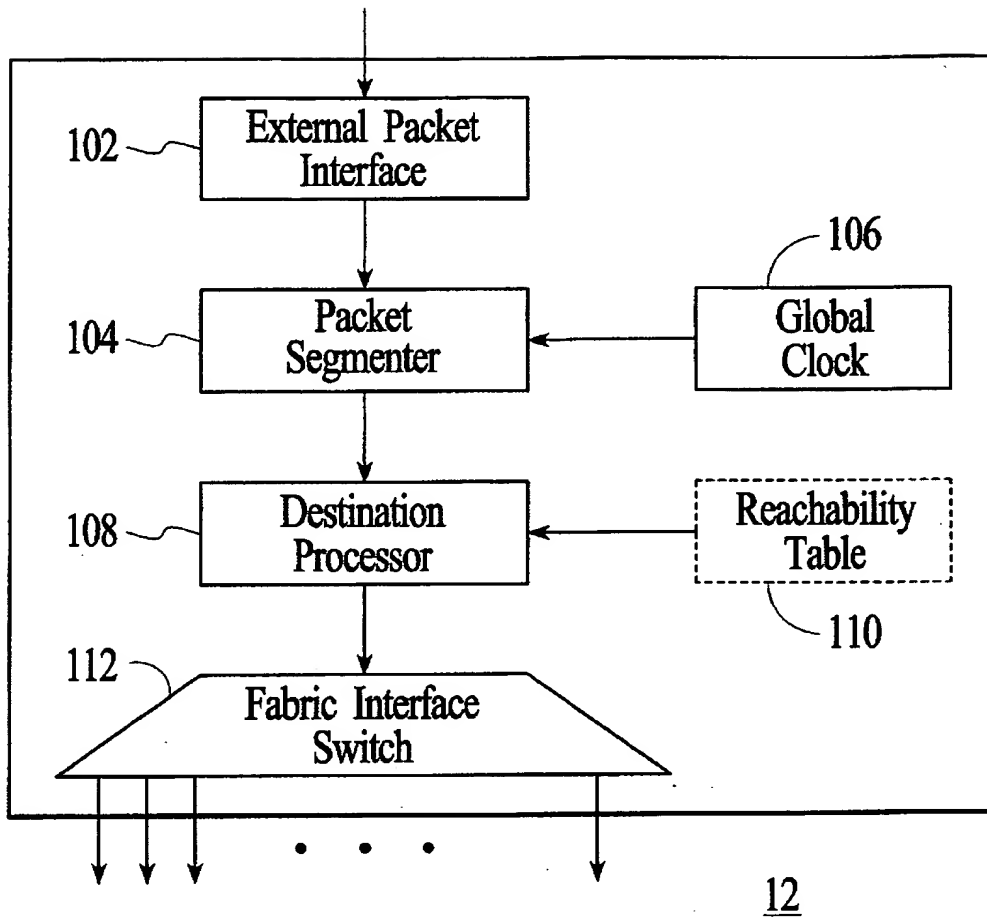 102
External Packet
Interface
106
104
Packet
Segmenter
Global
Clock
108
Destination
Processor
Reachability
Table
110
112
Fabric Interface
Switch
12